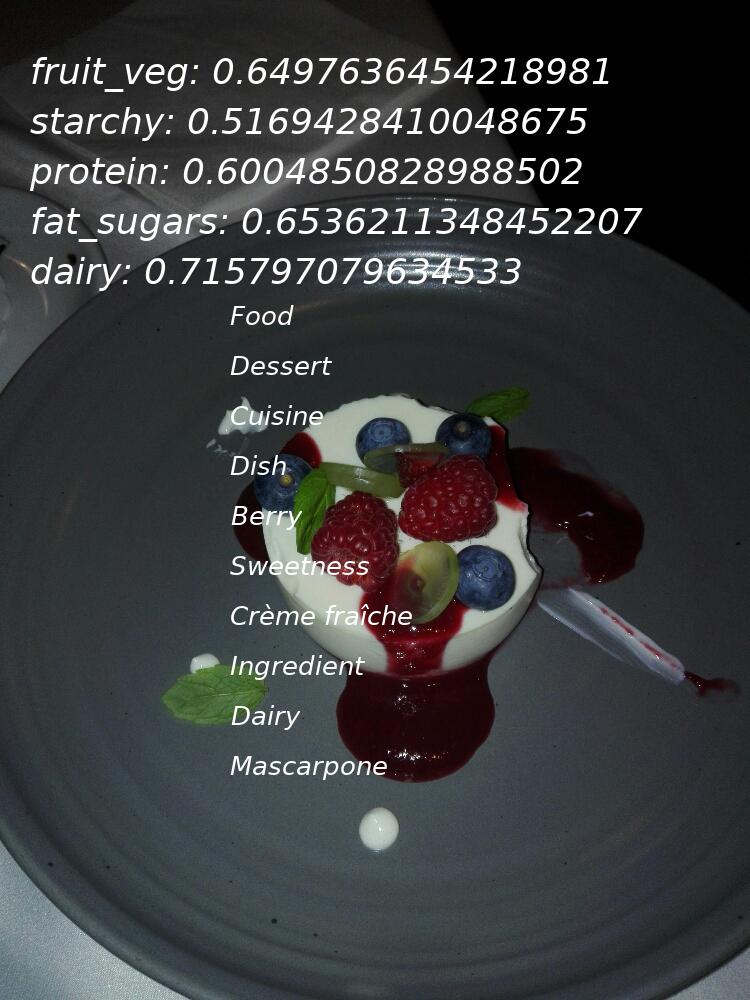 fruit_veg: 0.6497636454218981
starchy: 0.5169428410048675
protein: 0.6004850828988502
fat_sugars: 0.6536211348452207
dairy: 0.715797079634533
Food
Dessert
Cuisine
Dish
Berry
Sweetness
Crème fraîche
Ingredient
Dairy
Mascarpone